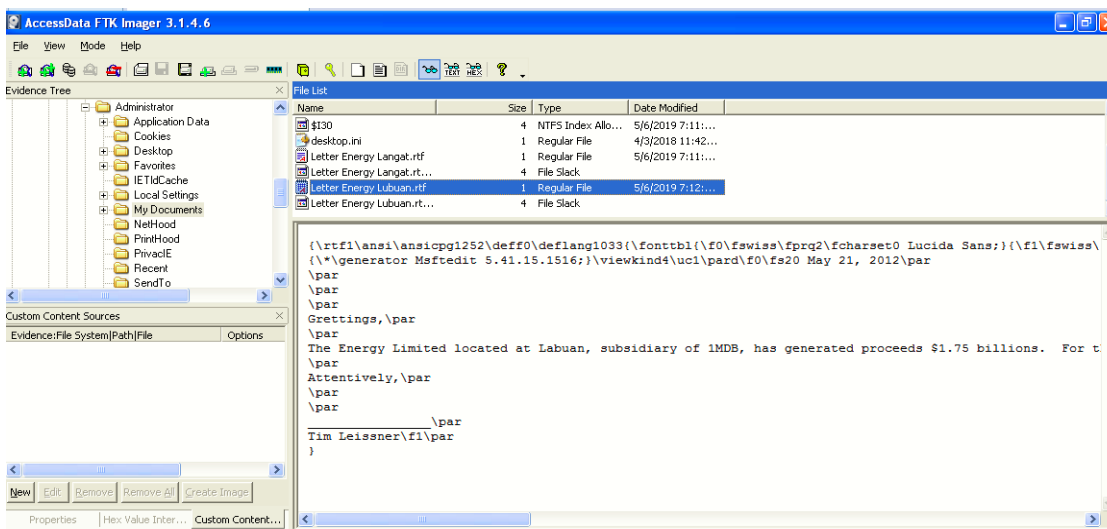 AccessData FTK Imager 3.1.4.6
File View Mode Help
Evidence Tree
Administrator
Application Data
Cookies
Desktop
Favorites
IETldCache
Local Settings
My Documents
NetHood
PrintHood
PrivacIE
Recent
SendTo
Custom Content Sources
Evidence:File System|Path|File Options
New Edit Remove Remove All Create Image
Properties Hex Value Inter... Custom Content...
File List
Name Size Type Date Modified
$I30 4 NTFS Index Allo... 5/6/2019 7:11:...
desktop.ini 1 Regular File 4/3/2018 11:42...
Letter Energy Langat.rtf 1 Regular File 5/6/2019 7:11:...
Letter Energy Langat.rt... 4 File Slack
Letter Energy Lubuan.rtf 1 Regular File 5/6/2019 7:12:...
Letter Energy Lubuan.rt... 4 File Slack
{\rtf1\ansi\ansicpg1252\deff0\deflang1033{\fonttbl{\f0\fswiss\fprq2\fcharset0 Lucida Sans;}{\f1\fswiss\
{\*\generator Msftedit 5.41.15.1516;}\viewkind4\uc1\pard\f0\fs20 May 21, 2012\par
\par
\par
\par
Grettings,\par
\par
The Energy Limited located at Labuan, subsidiary of 1MDB, has generated proceeds $1.75 billions. For t
\par
Attentively,\par
\par
\par
_________________\par
Tim Leissner\f1\par
}